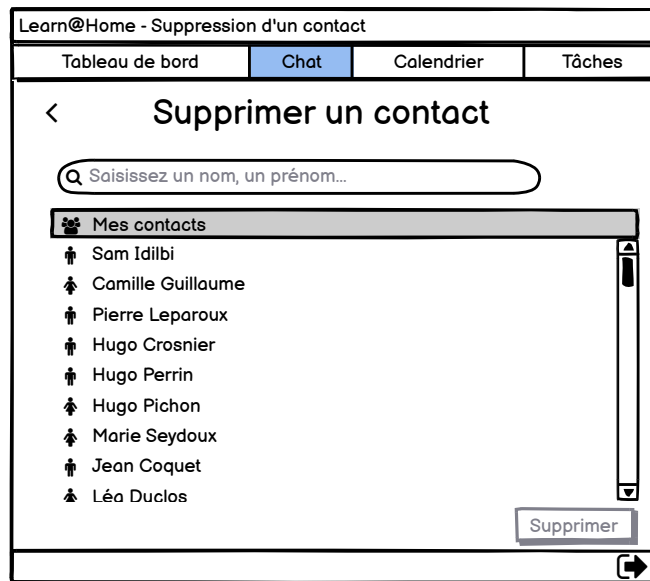 Learn@Home - Suppression d'un contact
Tableau de bord Chat Calendrier Tâches
Supprimer un contact
Saisissez un nom, un prénom...
Mes contacts
Sam Idilbi
Camille Guillaume
Pierre Leparoux
Hugo Crosnier
Hugo Perrin
Hugo Pichon
Marie Seydoux
Jean Coquet
Léa Duclos
Supprimer